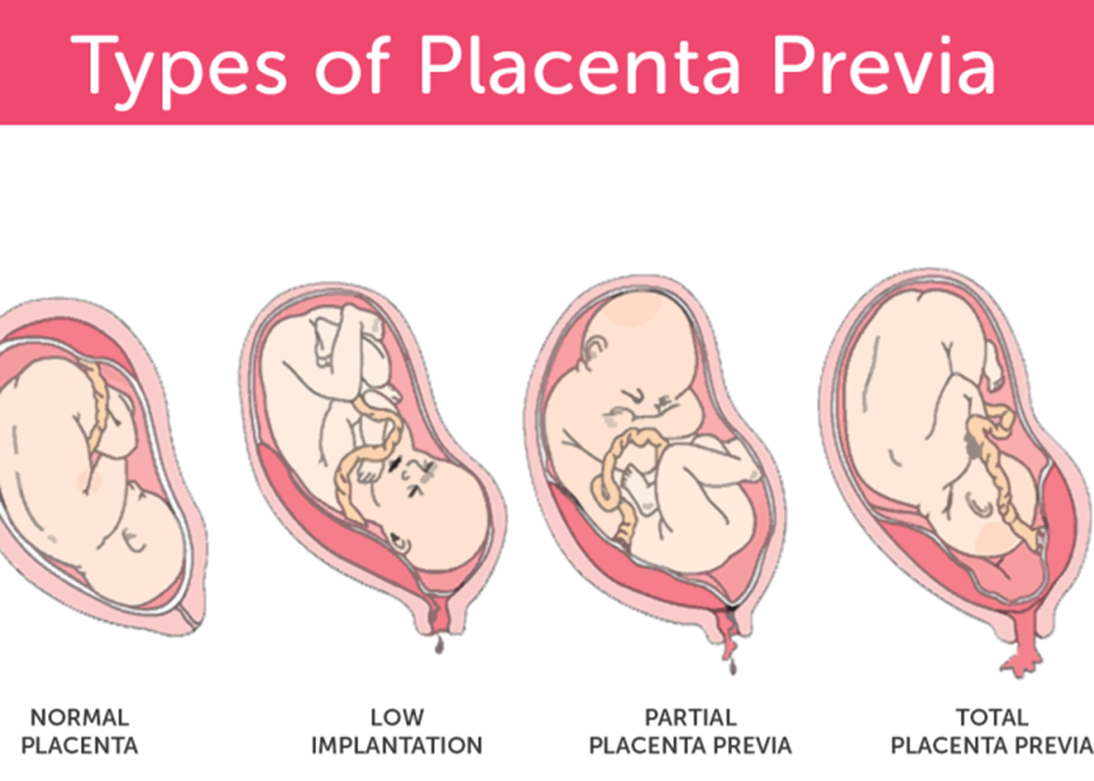 Types of Placenta Previa
NORMAL
PLACENTA
LOW
IMPLANTATION
PARTIAL
PLACENTA PREVIA
TOTAL
PLACENTA PREVIA